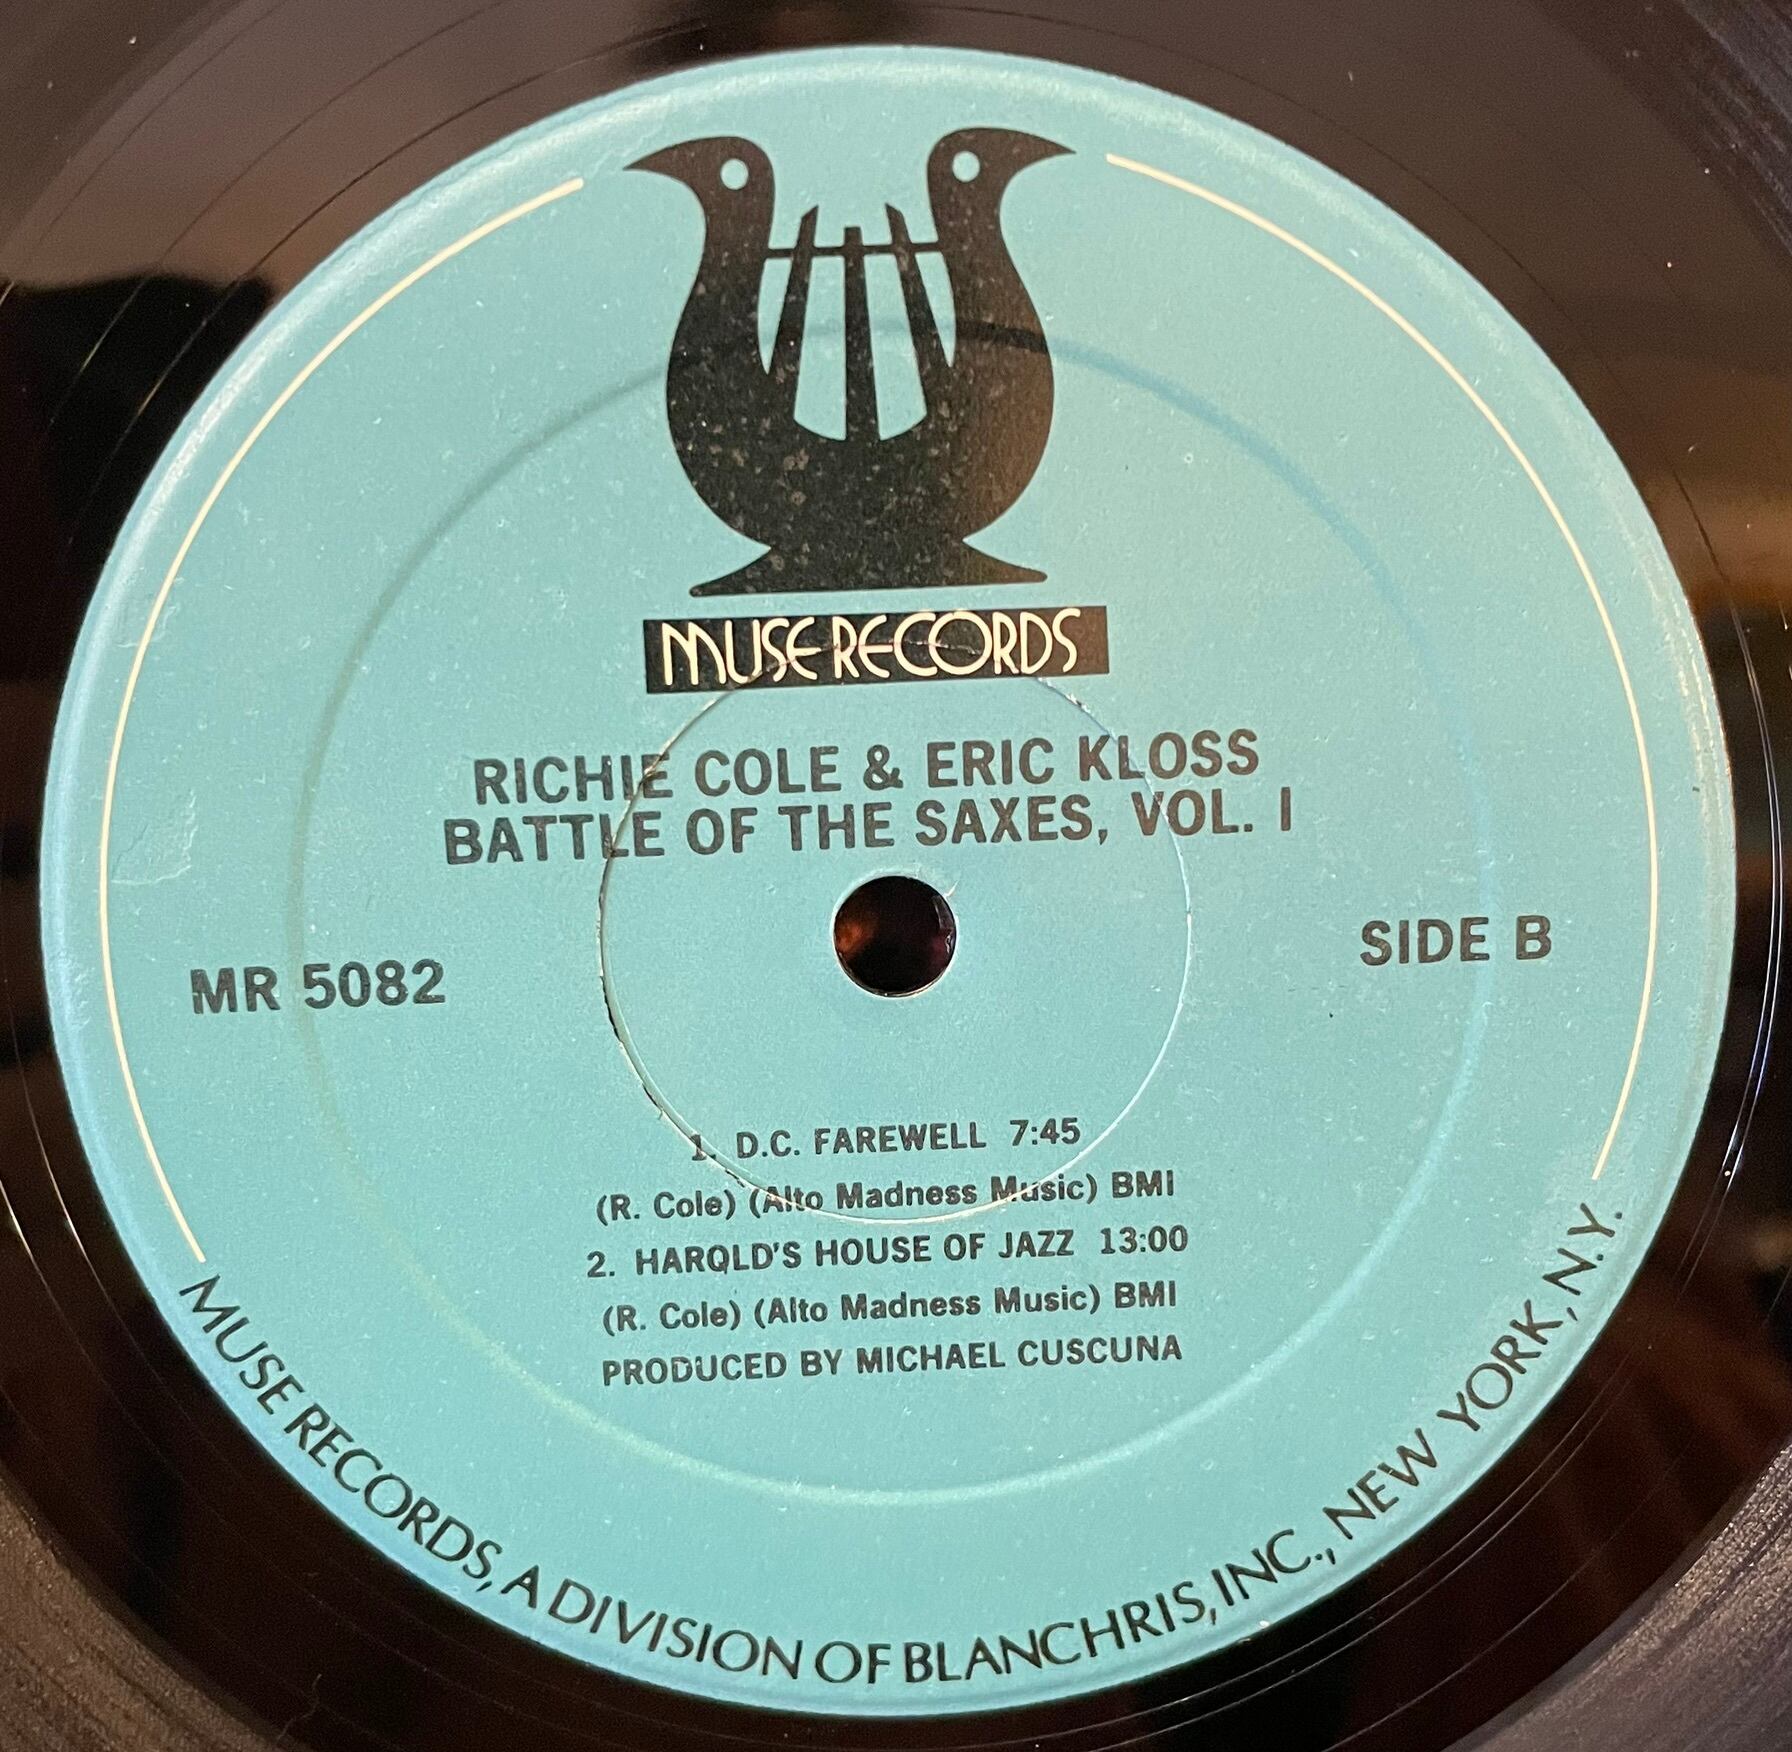 MUSE RECORDS
RICHIE COLE & ERIC KLOSS
BATTLE OF THE SAXES, VOL. I
MR 5082
SIDE B
1. D.C. FAREWELL 7:45
(R. Cole) (Alto Madness Music) BMI
2. HAROLD'S HOUSE OF JAZZ 13:00
(R. Cole) (Alto Madness Music) BMI
PRODUCED BY MICHAEL CUSCUNA
MUSE RECORDS, A DIVISION OF BLANCHRIS, INC., NEW YORK, N.Y.